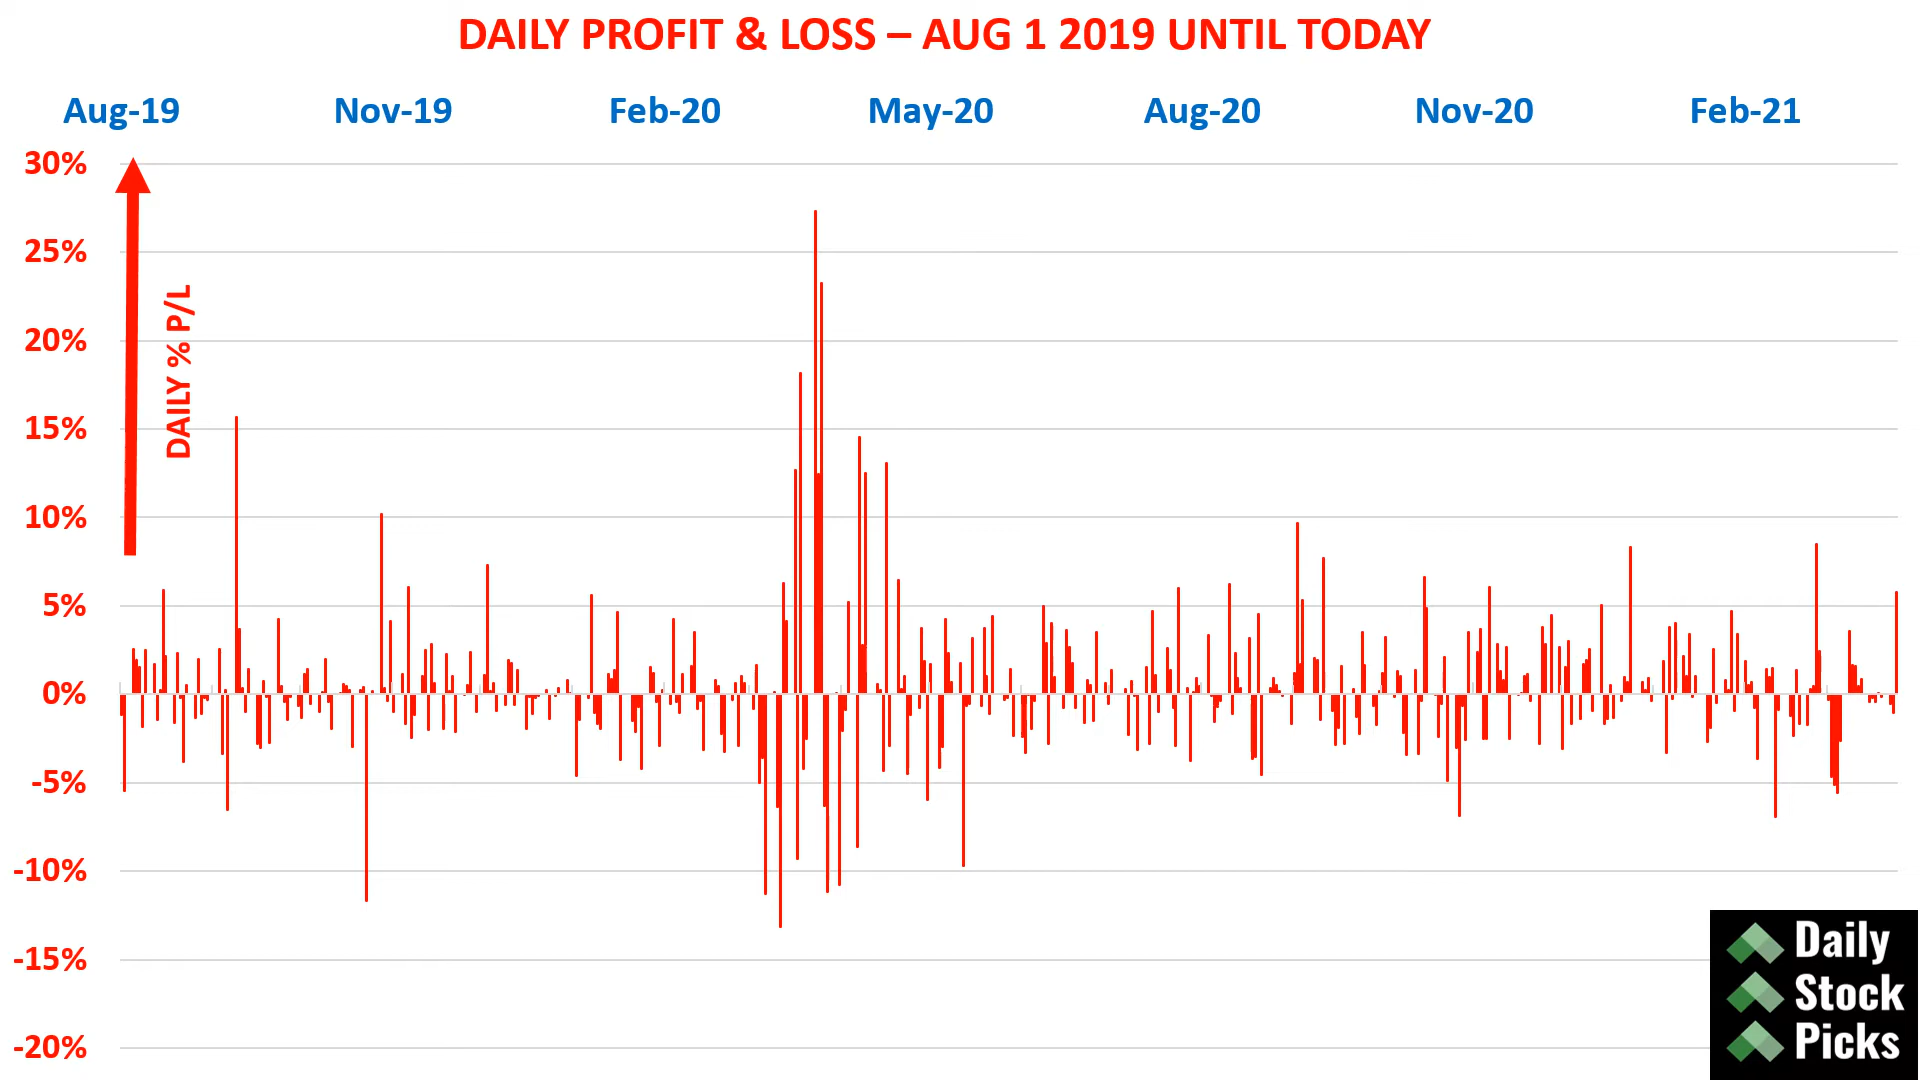 DAILY PROFIT & LOSS – AUG 1 2019 UNTIL TODAY
Aug-19 Nov-19 Feb-20 May-20 Aug-20 Nov-20 Feb-21
30%
25%
20%
15%
10%
5%
0%
-5%
-10%
-15%
-20%
DAILY % P/L
Daily
Stock
Picks